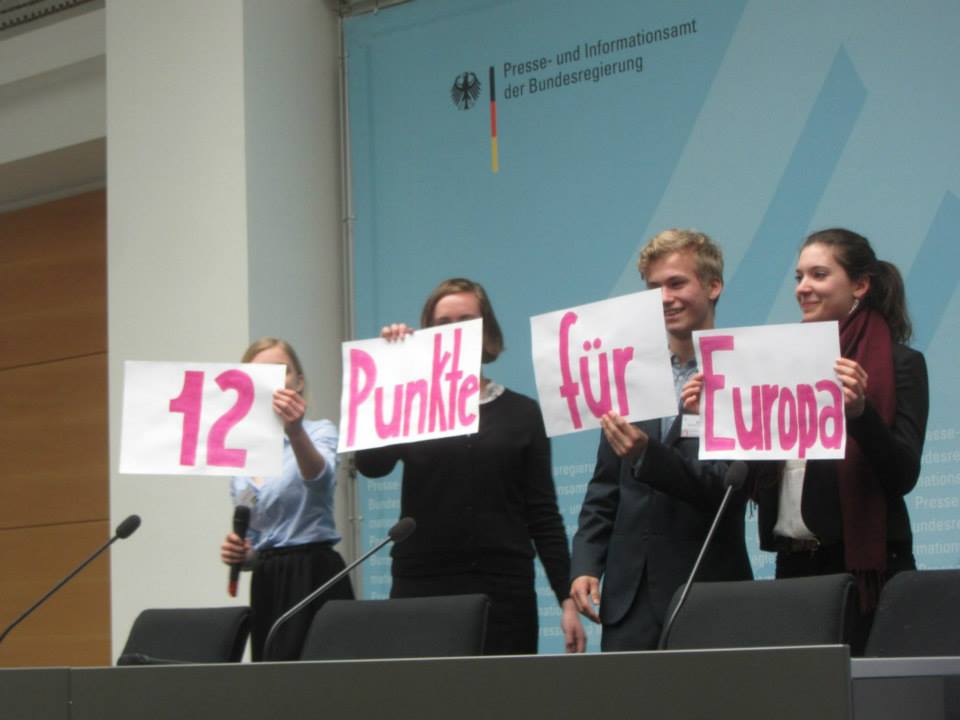 Presse- und Informationsamt
der Bundesregierung
12
Punkte
für
Europa